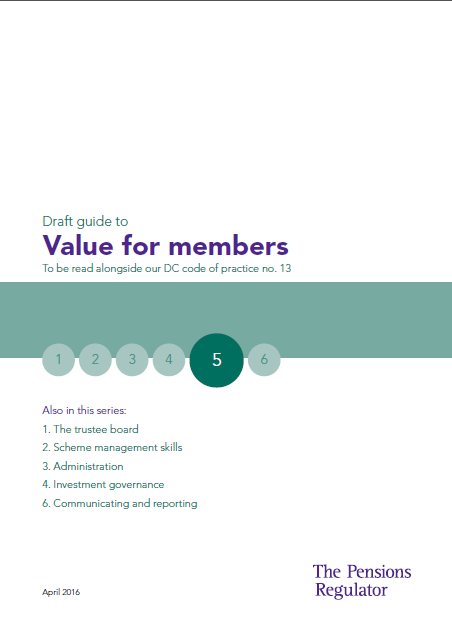 Draft guide to
Value for members
To be read alongside our DC code of practice no. 13
1 2 3 4 5 6
Also in this series:
1. The trustee board
2. Scheme management skills
3. Administration
4. Investment governance
6. Communicating and reporting
April 2016
The Pensions
Regulator